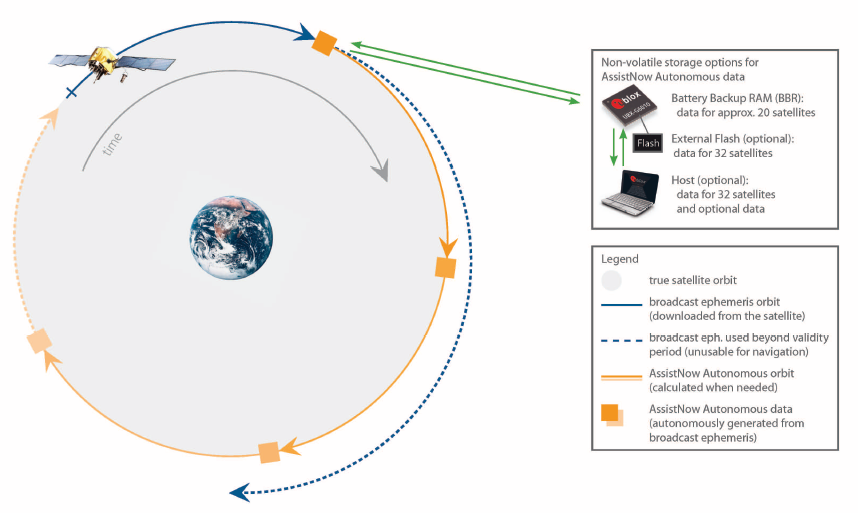 time
Non-volatile storage options for
AssistNow Autonomous data
blox
UBX-G6010
Battery Backup RAM (BBR):
data for approx. 20 satellites
Flash
External Flash (optional):
data for 32 satellites
Host (optional):
data for 32 satellites
and optional data
Legend
true satellite orbit
broadcast ephemeris orbit
(downloaded from the satellite)
broadcast eph. used beyond validity
period (unusable for navigation)
AssistNow Autonomous orbit
(calculated when needed)
AssistNow Autonomous data
(autonomously generated from
broadcast ephemeris)